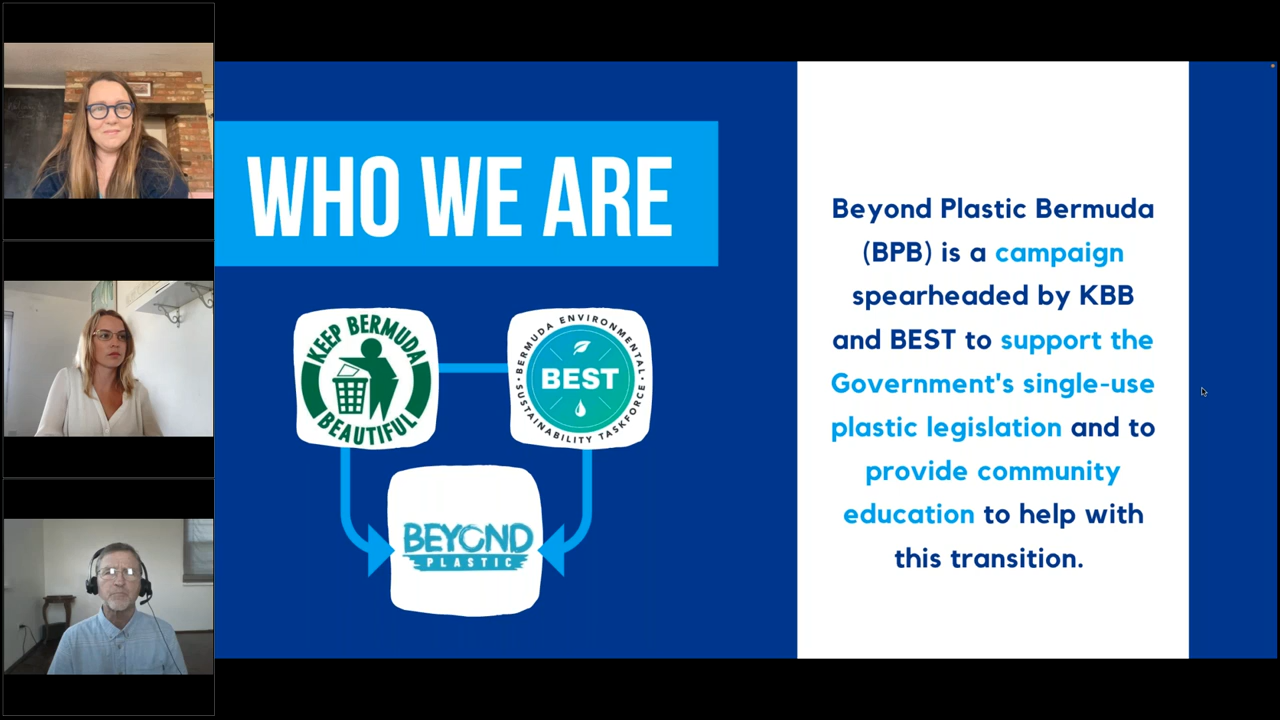 WHO WE ARE
KEEP BERMUDA
BEAUTIFUL
·BERMUDA ENVIRONMENTAL·
SUSTAINABILITY TASKFORCE
BEST
BEYOND
PLASTIC
Beyond Plastic Bermuda
(BPB) is a campaign
spearheaded by KBB
and BEST to support the
Government's single-use
plastic legislation and to
provide community
education to help with
this transition.